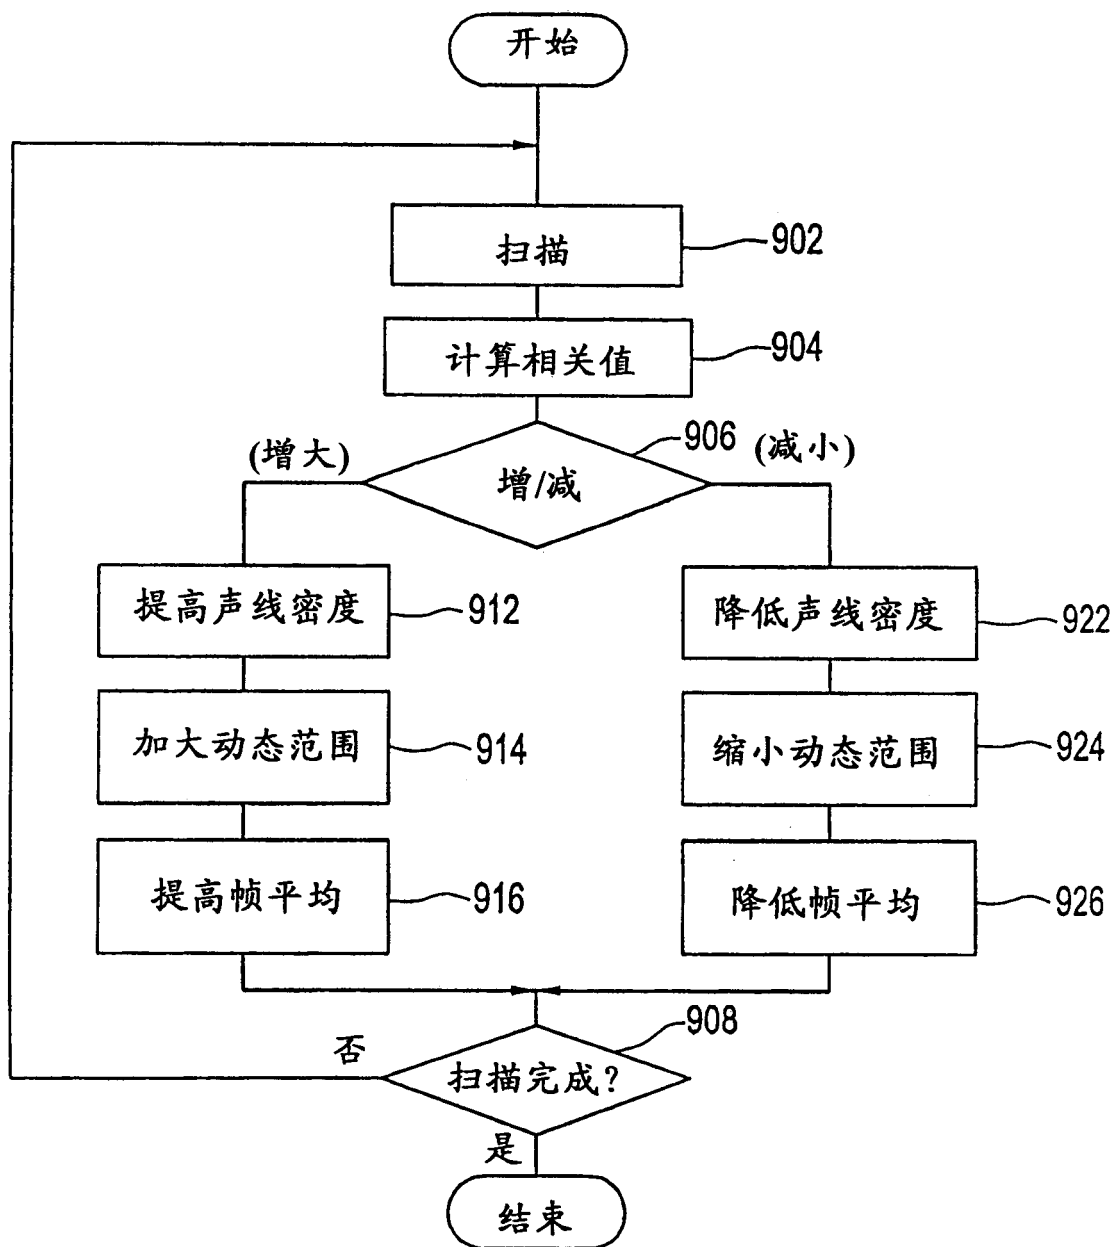 开始
扫描
902
计算相关值
904
906
(增大)
增/减
(减小)
提高声线密度
912
降低声线密度
922
加大动态范围
914
缩小动态范围
924
提高帧平均
916
降低帧平均
926
908
否
扫描完成?
是
结束